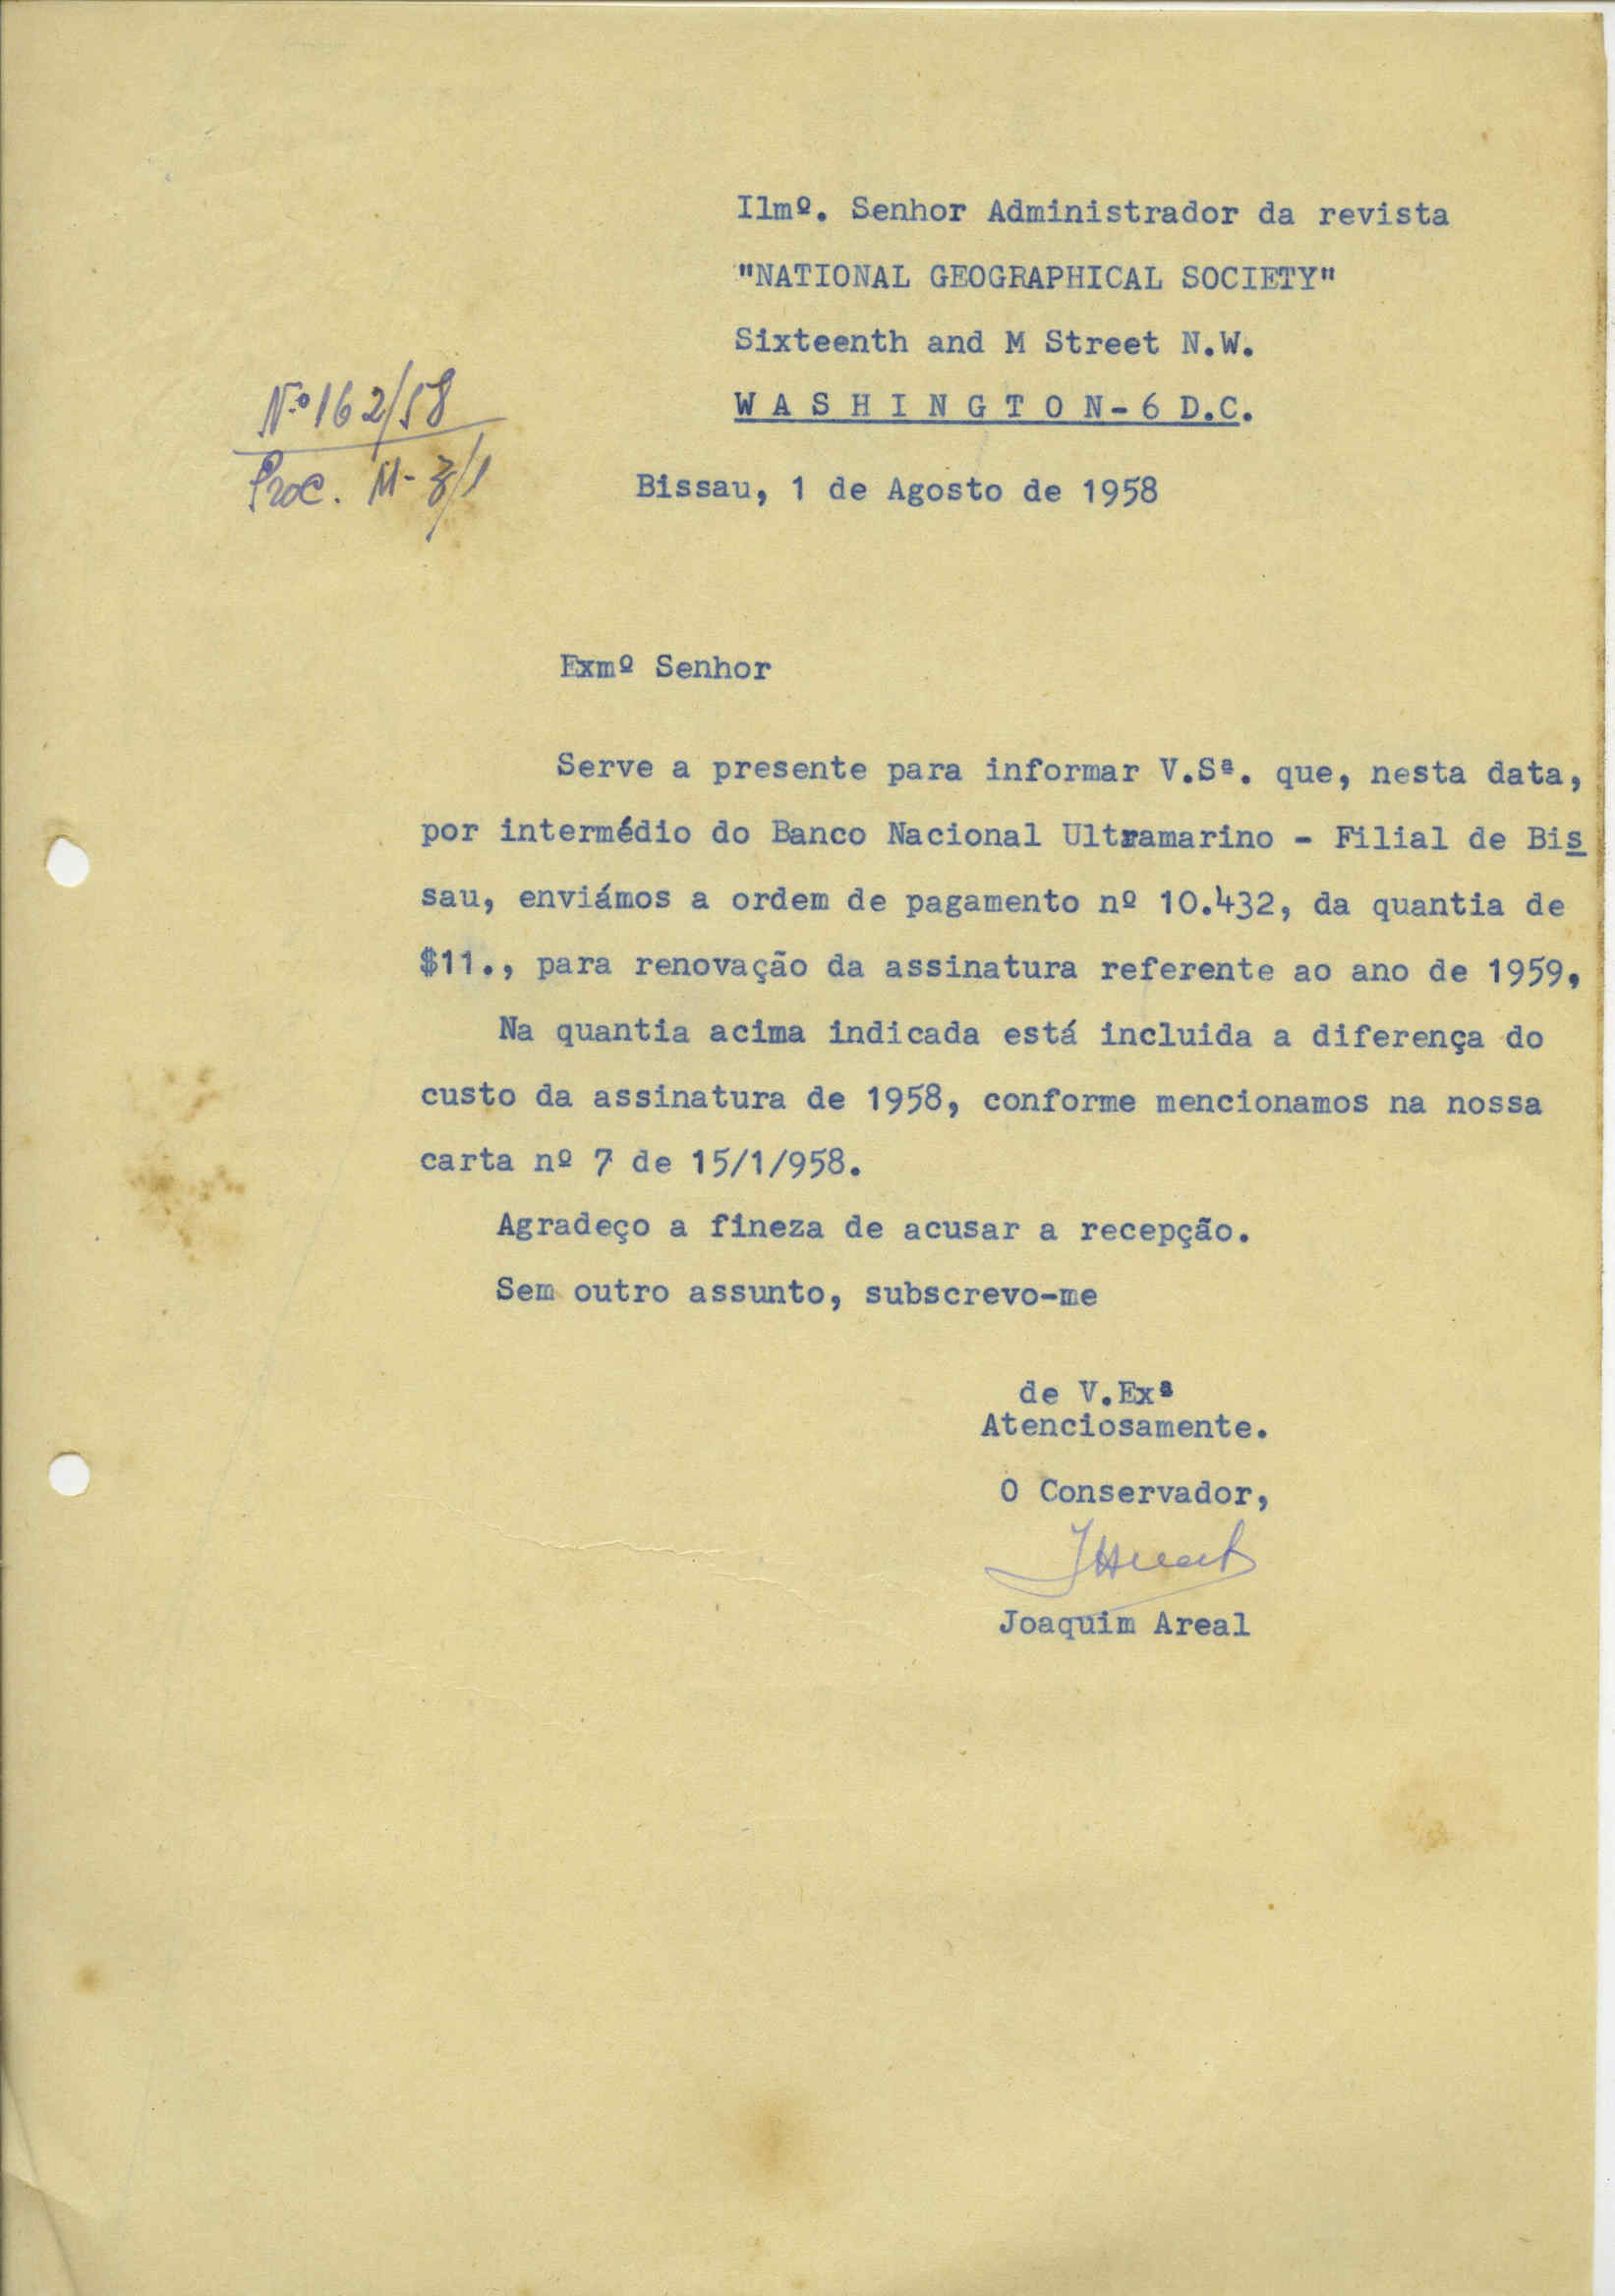 Ilmº. Senhor Administrador da revista
"NATIONAL GEOGRAPHICAL SOCIETY"
Sixteenth and M Street N.W.
W A S H I N G T O N - 6 D.C.
Nº 162/58
Proc. M-3/1
Bissau, 1 de Agosto de 1958
Exmº Senhor
Serve a presente para informar V.Sª. que, nesta data,
por intermédio do Banco Nacional Ultramarino - Filial de Bis
sau, enviámos a ordem de pagamento nº 10.432, da quantia de
$11., para renovação da assinatura referente ao ano de 1959,
Na quantia acima indicada está incluida a diferença do
custo da assinatura de 1958, conforme mencionamos na nossa
carta nº 7 de 15/1/958.
Agradeço a fineza de acusar a recepção.
Sem outro assunto, subscrevo-me
de V.Exª
Atenciosamente.
O Conservador,
Joaquim Areal